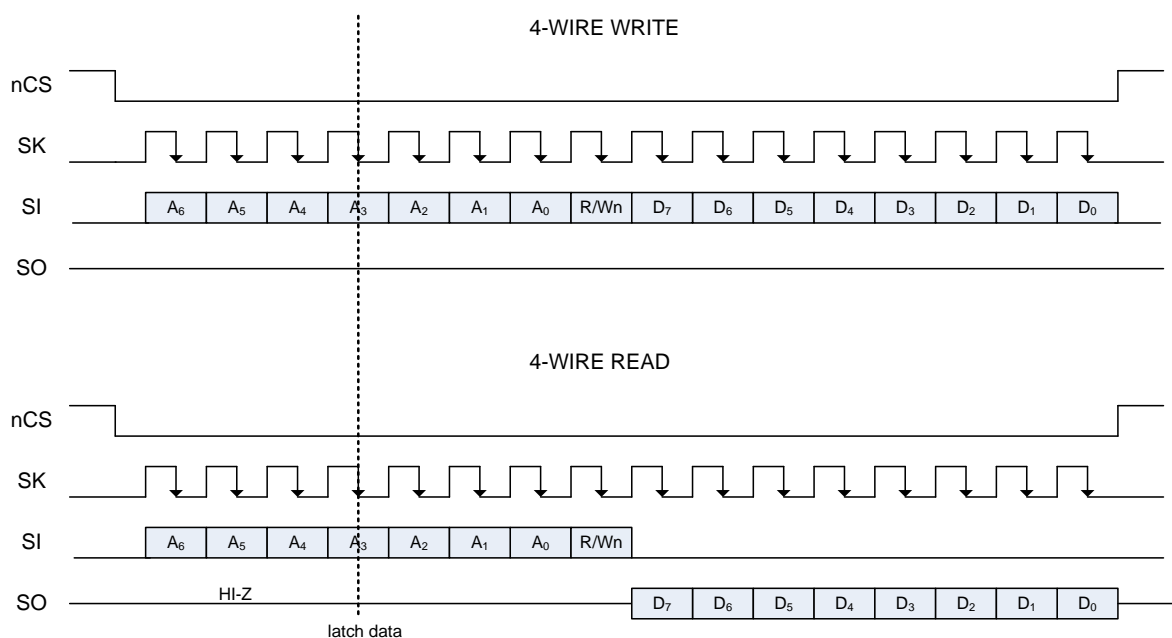 4-WIRE WRITE
nCS
SK
SI A₆ A₅ A₄ A₃ A₂ A₁ A₀ R/Wn D₇ D₆ D₅ D₄ D₃ D₂ D₁ D₀
SO
4-WIRE READ
nCS
SK
SI A₆ A₅ A₄ A₃ A₂ A₁ A₀ R/Wn
SO HI-Z D₇ D₆ D₅ D₄ D₃ D₂ D₁ D₀
latch data